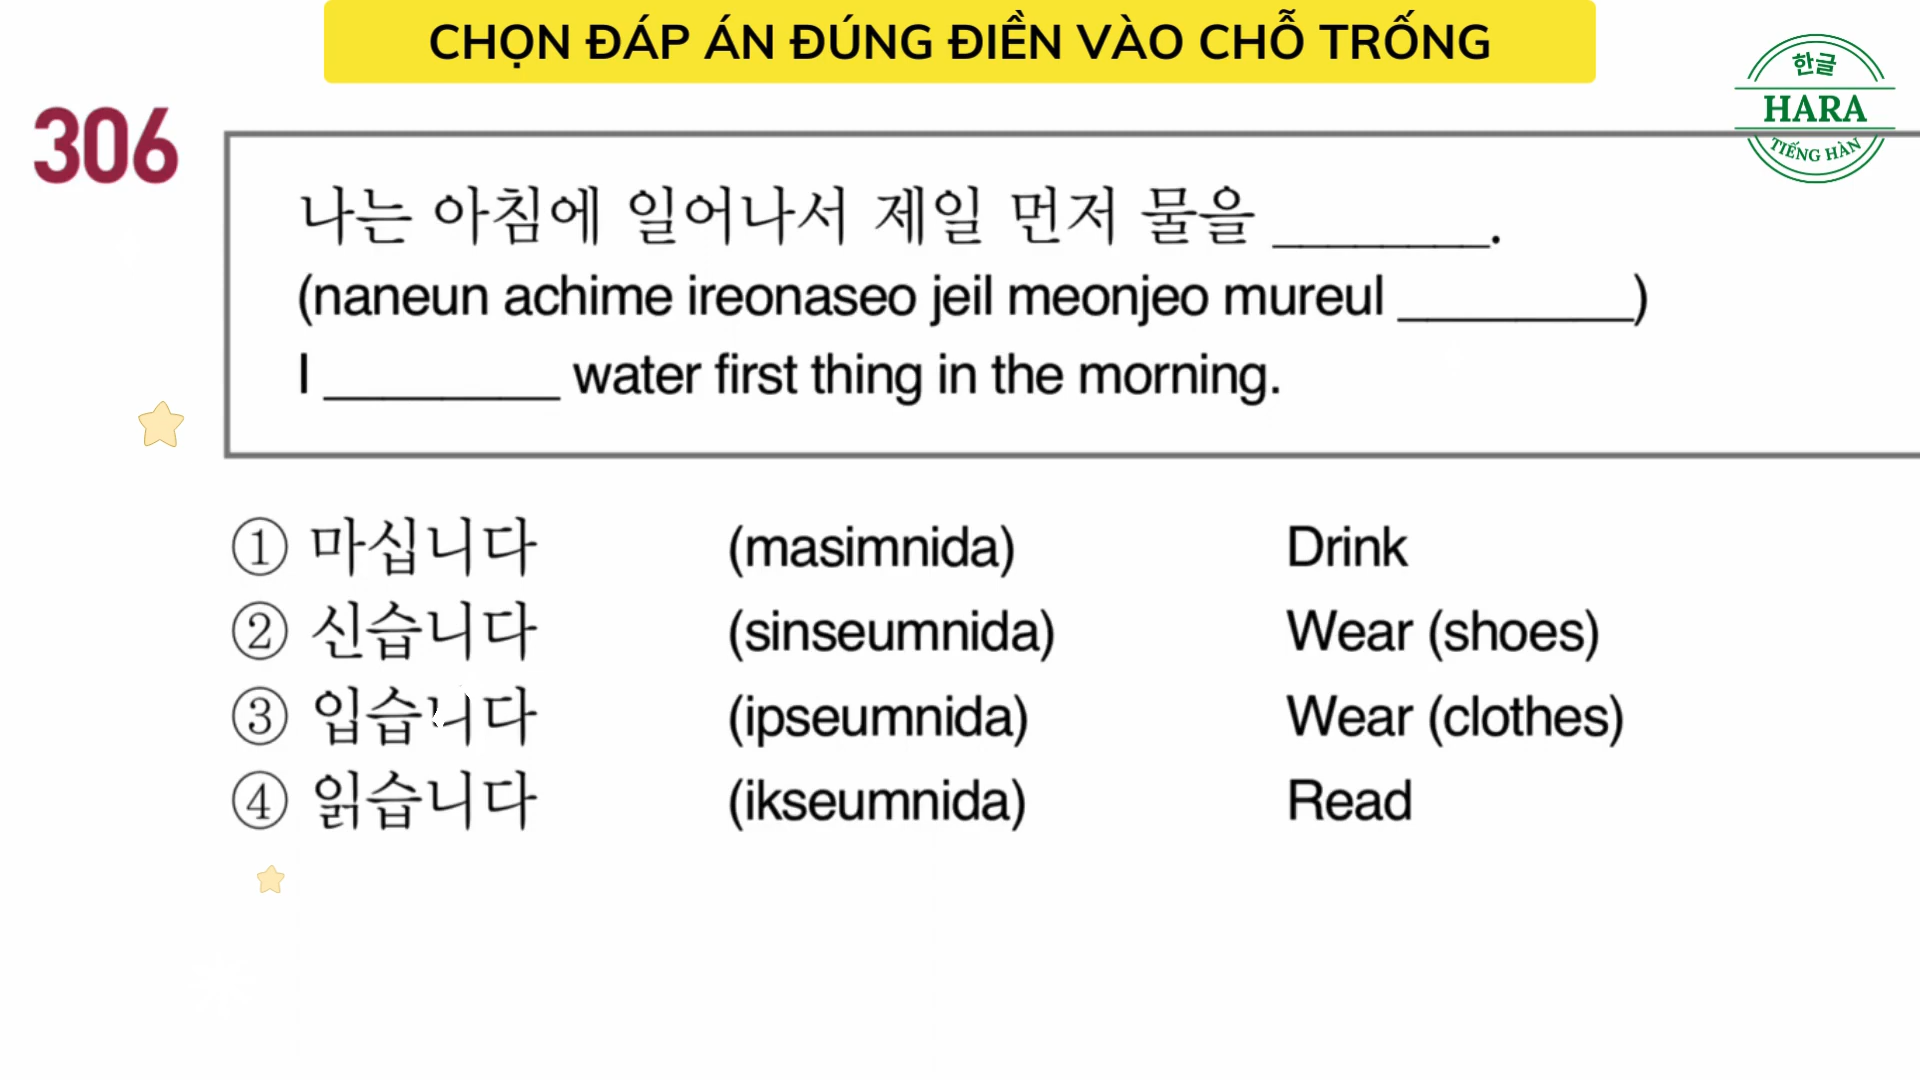 CHỌN ĐÁP ÁN ĐÚNG ĐIỀN VÀO CHỖ TRỐNG
한글
HARA
TIẾNG HÀN
306
나는 아침에 일어나서 제일 먼저 물을 ________.
(naneun achime ireonaseo jeil meonjeo mureul ________)
I ________ water first thing in the morning.
① 마십니다 (masimnida) Drink
② 신습니다 (sinseumnida) Wear (shoes)
③ 입습니다 (ipseumnida) Wear (clothes)
④ 읽습니다 (ikseumnida) Read